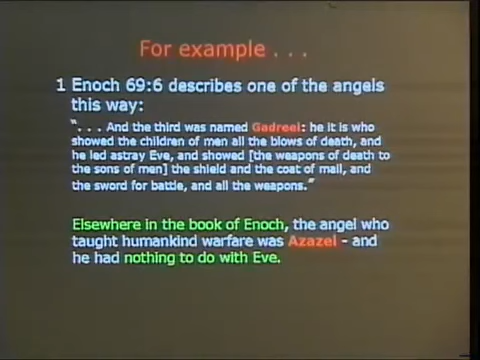 For example . . .
1 Enoch 69:6 describes one of the angels
this way:
". . . And the third was named Gadreel: he it is who
showed the children of men all the blows of death, and
he led astray Eve, and showed [the weapons of death to
the sons of men] the shield and the coat of mail, and
the sword for battle, and all the weapons."
Elsewhere in the book of Enoch, the angel who
taught humankind warfare was Azazel - and
he had nothing to do with Eve.